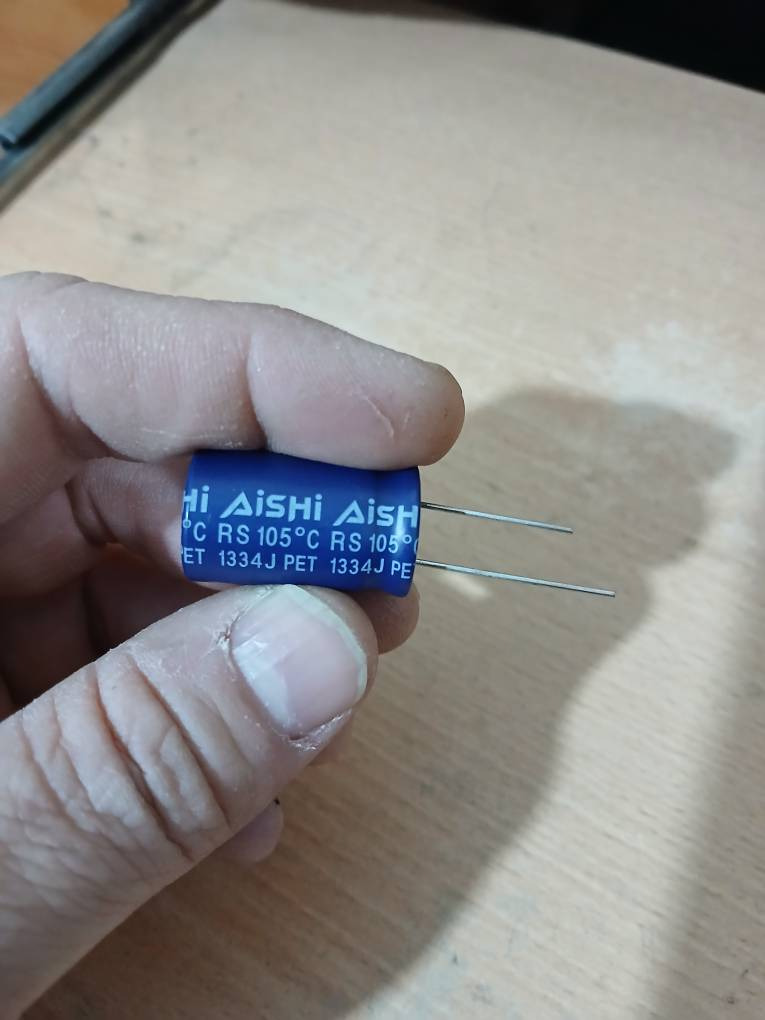 Hi AiSHi AiSH
°C RS 105°C RS 105°C
PET 1334J PET 1334J PE